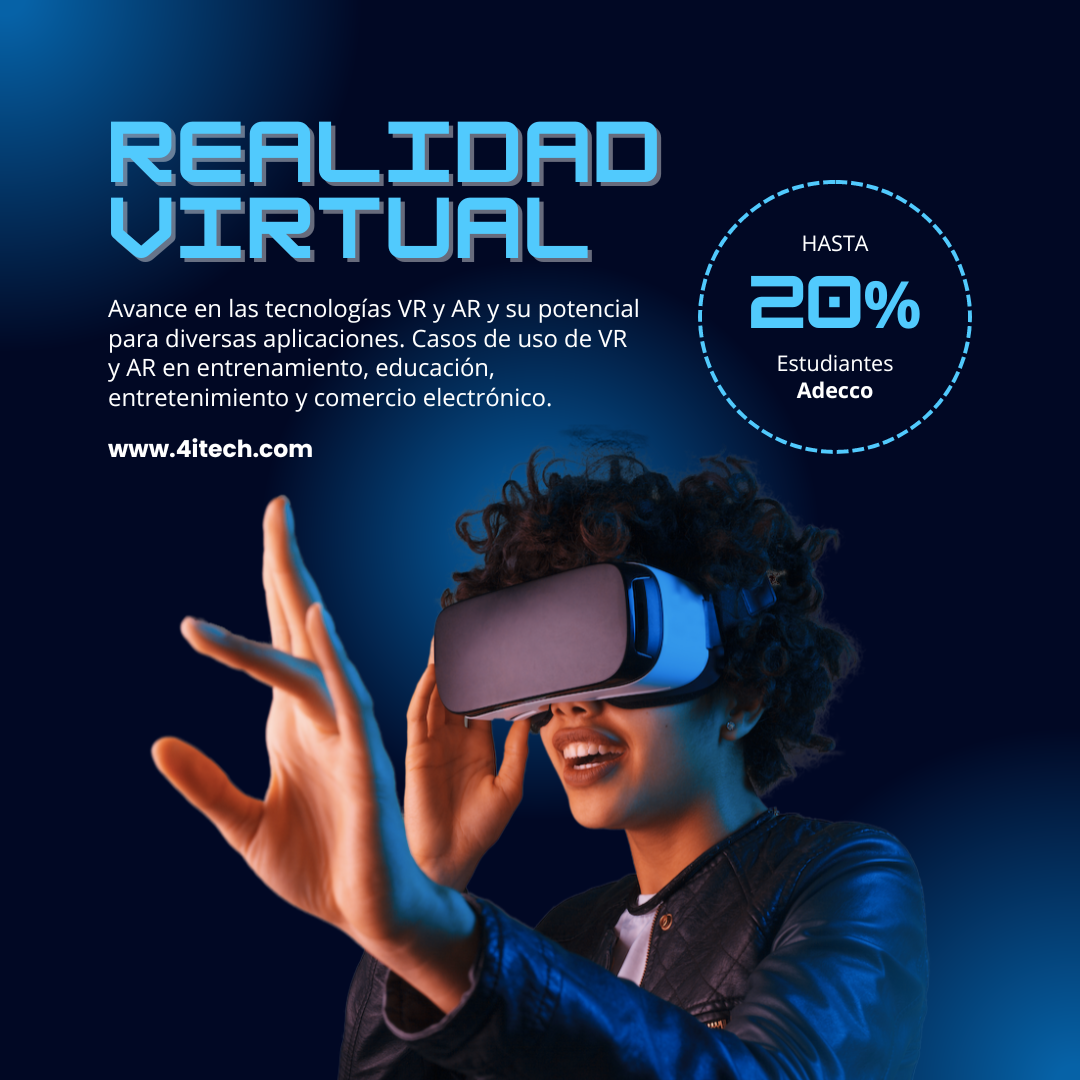 REALIDAD
VIRTUAL
Avance en las tecnologías VR y AR y su potencial
para diversas aplicaciones. Casos de uso de VR
y AR en entrenamiento, educación,
entretenimiento y comercio electrónico.
www.4itech.com
HASTA
20%
Estudiantes
Adecco